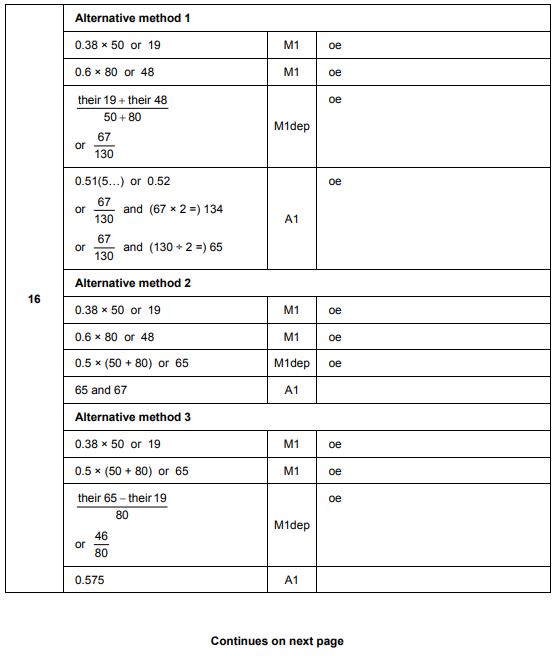 Alternative method 1
0.38 × 50 or 19 M1 oe
0.6 × 80 or 48 M1 oe
their 19 + their 48
50 + 80
or 67
130
M1dep
oe
0.51(5…) or 0.52
or 67
130 and (67 × 2 =) 134
or 67
130 and (130 ÷ 2 =) 65
A1
oe
16
Alternative method 2
0.38 × 50 or 19 M1 oe
0.6 × 80 or 48 M1 oe
0.5 × (50 + 80) or 65 M1dep oe
65 and 67 A1
Alternative method 3
0.38 × 50 or 19 M1 oe
0.5 × (50 + 80) or 65 M1 oe
their 65 – their 19
80
or 46
80
M1dep
oe
0.575 A1
Continues on next page